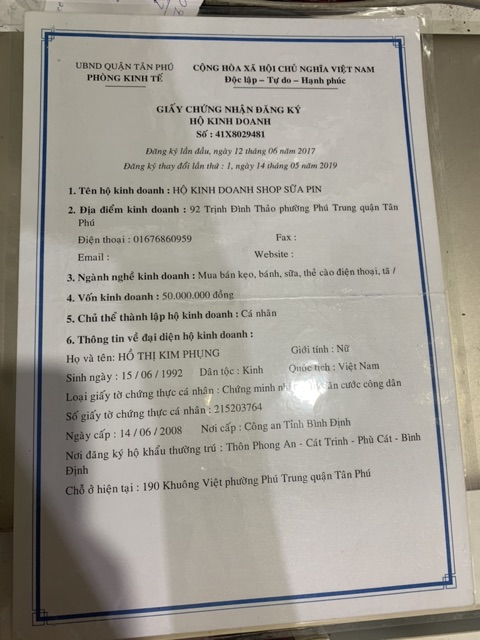 UBND QUẬN TÂN PHÚ
PHÒNG KINH TẾ
CỘNG HÒA XÃ HỘI CHỦ NGHĨA VIỆT NAM
Độc lập – Tự do – Hạnh phúc
GIẤY CHỨNG NHẬN ĐĂNG KÝ
HỘ KINH DOANH
Số : 41X8029481
Đăng ký lần đầu, ngày 12 tháng 06 năm 2017
Đăng ký thay đổi lần thứ : 1, ngày 14 tháng 05 năm 2019
1. Tên hộ kinh doanh : HỘ KINH DOANH SHOP SỮA PIN
2. Địa điểm kinh doanh : 92 Trịnh Đình Thảo phường Phú Trung quận Tân
Phú
Điện thoại : 01676860959 Fax :
Email : Website :
3. Ngành nghề kinh doanh : Mua bán kẹo, bánh, sữa, thẻ cào điện thoại, tã /
4. Vốn kinh doanh : 50.000.000 đồng
5. Chủ thể thành lập hộ kinh doanh : Cá nhân
6. Thông tin về đại diện hộ kinh doanh :
Họ và tên: HỒ THỊ KIM PHỤNG Giới tính : Nữ
Sinh ngày : 15 / 06 / 1992 Dân tộc : Kinh Quốc tịch : Việt Nam
Loại giấy tờ chứng thực cá nhân : Chứng minh cước công dân
Số giấy tờ chứng thực cá nhân : 215203764
Ngày cấp : 14 / 06 / 2008 Nơi cấp : Công an Tỉnh Bình Định
Nơi đăng ký hộ khẩu thường trú : Thôn Phong An - Cát Trinh - Phù Cát - Bình
Định
Chỗ ở hiện tại : 190 Khuông Việt phường Phú Trung quận Tân Phú